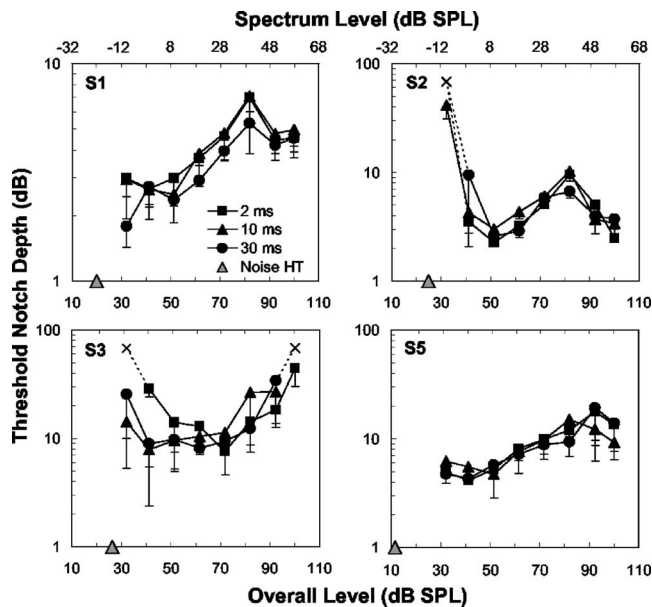 Spectrum Level (dB SPL)
-32 -12 8 28 48 68 -32 -12 8 28 48 68
10 S1 100 S2
10
2 ms
10 ms
30 ms
Noise HT
1 1
10 30 50 70 90 110 10 30 50 70 90 110
Threshold Notch Depth (dB)
100 S3 100 S5
10 10
1 1
10 30 50 70 90 110 10 30 50 70 90 110
Overall Level (dB SPL)